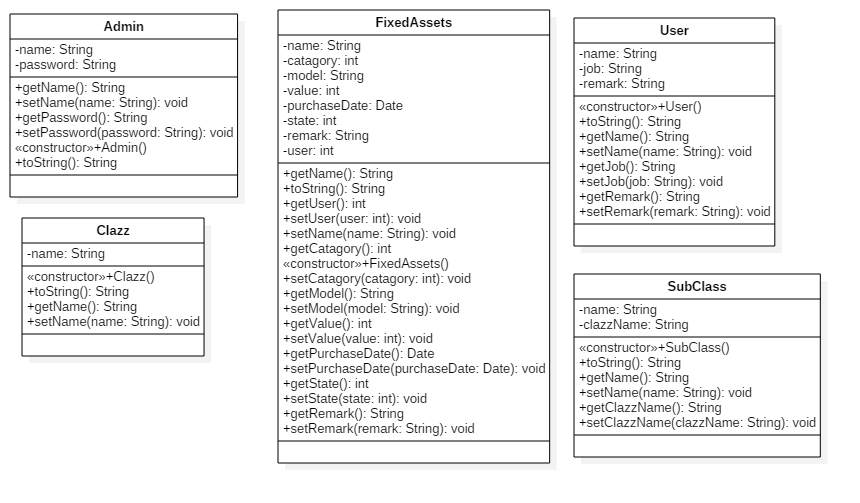 Admin
-name: String
-password: String
+getName(): String
+setName(name: String): void
+getPassword(): String
+setPassword(password: String): void
«constructor»+Admin()
+toString(): String
Clazz
-name: String
«constructor»+Clazz()
+toString(): String
+getName(): String
+setName(name: String): void
FixedAssets
-name: String
-catagory: int
-model: String
-value: int
-purchaseDate: Date
-state: int
-remark: String
-user: int
+getName(): String
+toString(): String
+getUser(): int
+setUser(user: int): void
+setName(name: String): void
+getCatagory(): int
«constructor»+FixedAssets()
+setCatagory(catagory: int): void
+getModel(): String
+setModel(model: String): void
+getValue(): int
+setValue(value: int): void
+getPurchaseDate(): Date
+setPurchaseDate(purchaseDate: Date): void
+getState(): int
+setState(state: int): void
+getRemark(): String
+setRemark(remark: String): void
User
-name: String
-job: String
-remark: String
«constructor»+User()
+toString(): String
+getName(): String
+setName(name: String): void
+getJob(): String
+setJob(job: String): void
+getRemark(): String
+setRemark(remark: String): void
SubClass
-name: String
-clazzName: String
«constructor»+SubClass()
+toString(): String
+getName(): String
+setName(name: String): void
+getClazzName(): String
+setClazzName(clazzName: String): void